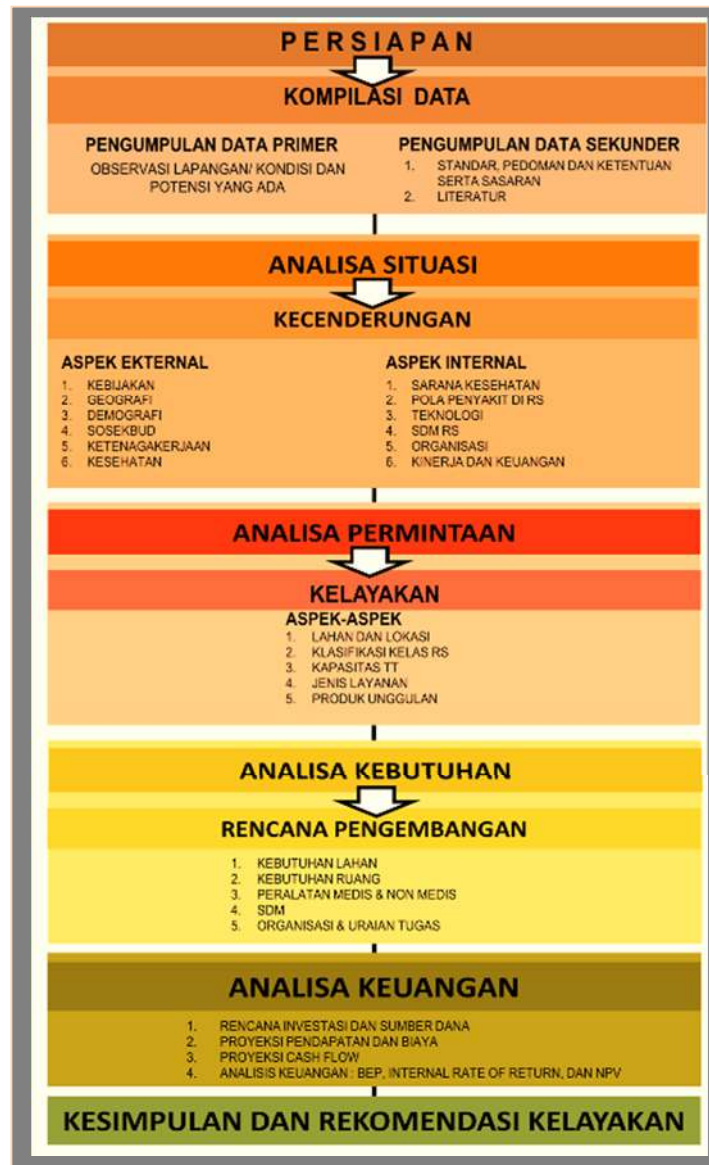 PERSIAPAN
KOMPILASI DATA
PENGUMPULAN DATA PRIMER
OBSERVASI LAPANGAN/ KONDISI DAN
POTENSI YANG ADA
PENGUMPULAN DATA SEKUNDER
1. STANDAR, PEDOMAN DAN KETENTUAN
SERTA SASARAN
2. LITERATUR
ANALISA SITUASI
KECENDERUNGAN
ASPEK EKTERNAL
1. KEBIJAKAN
2. GEOGRAFI
3. DEMOGRAFI
4. SOSEKBUD
5. KETENAGAKERJAAN
6. KESEHATAN
ASPEK INTERNAL
1. SARANA KESEHATAN
2. POLA PENYAKIT DI RS
3. TEKNOLOGI
4. SDM RS
5. ORGANISASI
6. KINERJA DAN KEUANGAN
ANALISA PERMINTAAN
KELAYAKAN
ASPEK-ASPEK
1. LAHAN DAN LOKASI
2. KLASIFIKASI KELAS RS
3. KAPASITAS TT
4. JENIS LAYANAN
5. PRODUK UNGGULAN
ANALISA KEBUTUHAN
RENCANA PENGEMBANGAN
1. KEBUTUHAN LAHAN
2. KEBUTUHAN RUANG
3. PERALATAN MEDIS & NON MEDIS
4. SDM
5. ORGANISASI & URAIAN TUGAS
ANALISA KEUANGAN
1. RENCANA INVESTASI DAN SUMBER DANA
2. PROYEKSI PENDAPATAN DAN BIAYA
3. PROYEKSI CASH FLOW
4. ANALISIS KEUANGAN : BEP, INTERNAL RATE OF RETURN, DAN NPV
KESIMPULAN DAN REKOMENDASI KELAYAKAN